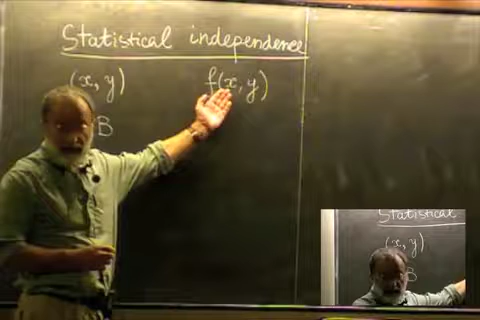 Statistical independence
(x, y) f(x, y)
B
Statistical
(x, y)
B